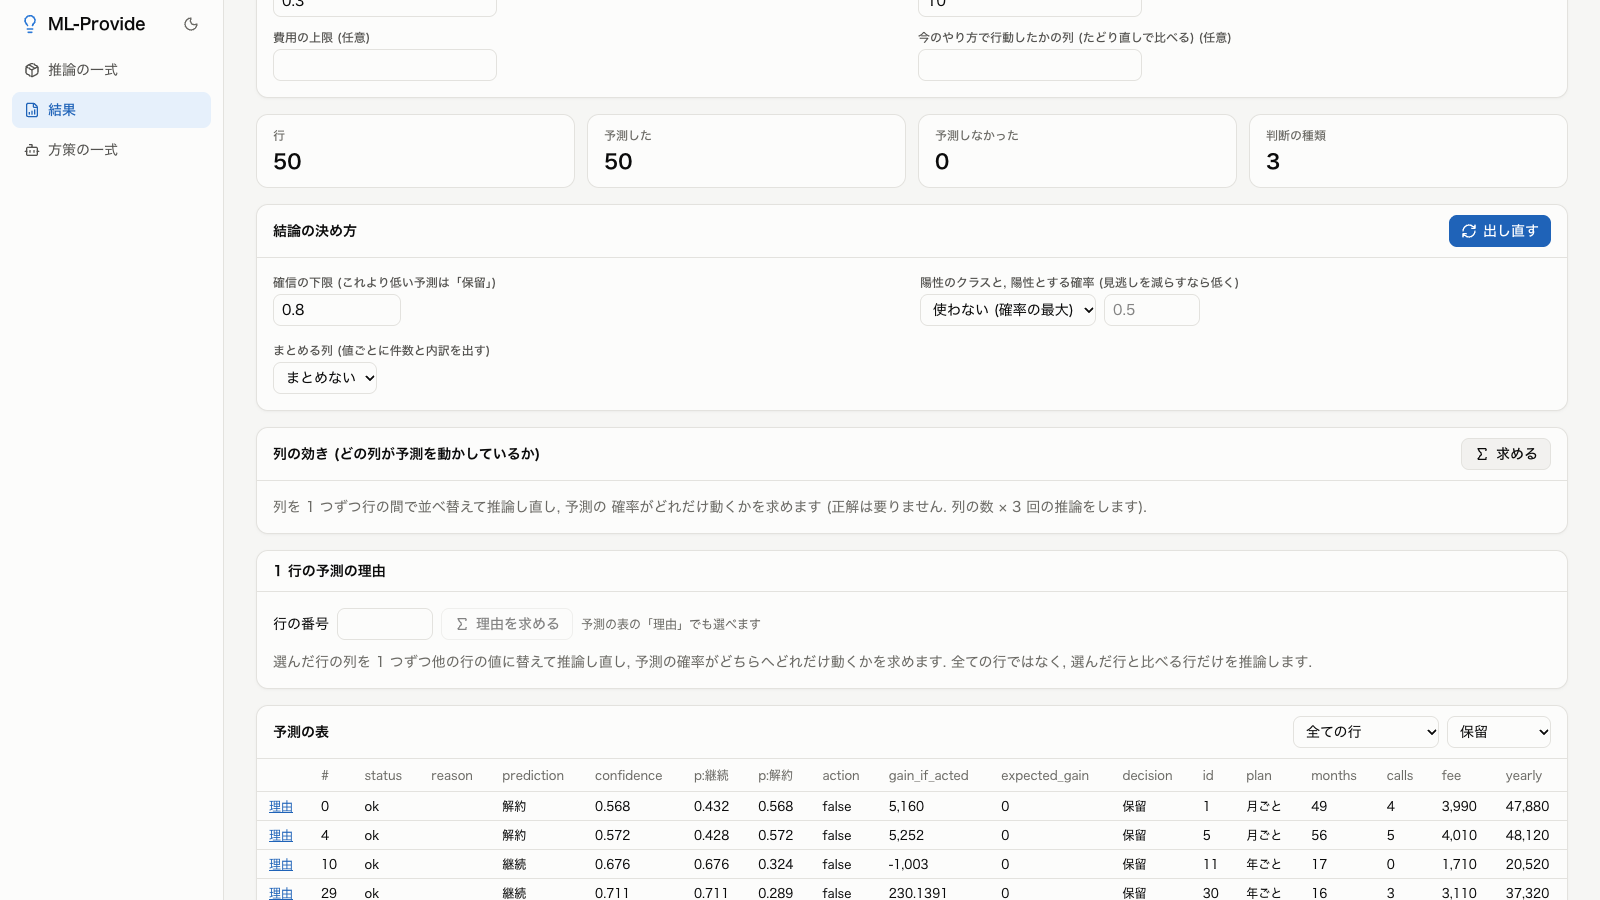 ML-Provide
推論の一式
結果
方策の一式
0.3
10
費用の上限 (任意)
今のやり方で行動したかの列 (たどり直しで比べる) (任意)
行
50
予測した
50
予測しなかった
0
判断の種類
3
結論の決め方
出し直す
確信の下限 (これより低い予測は「保留」)
0.8
陽性のクラスと, 陽性とする確率 (見逃しを減らすなら低く)
使わない (確率の最大)
0.5
まとめる列 (値ごとに件数と内訳を出す)
まとめない
列の効き (どの列が予測を動かしているか)
Σ 求める
列を 1 つずつ行の間で並べ替えて推論し直し, 予測の 確率がどれだけ動くかを求めます (正解は要りません. 列の数 × 3 回の推論をします).
1 行の予測の理由
行の番号
Σ 理由を求める
予測の表の「理由」でも選べます
選んだ行の列を 1 つずつ他の行の値に替えて推論し直し, 予測の確率がどちらへどれだけ動くかを求めます. 全ての行ではなく, 選んだ行と比べる行だけを推論します.
予測の表
全ての行
保留
# status reason prediction confidence p:継続 p:解約 action gain_if_acted expected_gain decision id plan months calls fee yearly
理由 0 ok 解約 0.568 0.432 0.568 false 5,160 0 保留 1 月ごと 49 4 3,990 47,880
理由 4 ok 解約 0.572 0.428 0.572 false 5,252 0 保留 5 月ごと 56 5 4,010 48,120
理由 10 ok 継続 0.676 0.676 0.324 false -1,003 0 保留 11 年ごと 17 0 1,710 20,520
理由 29 ok 継続 0.711 0.711 0.289 false 230.1391 0 保留 30 年ごと 16 3 3,110 37,320